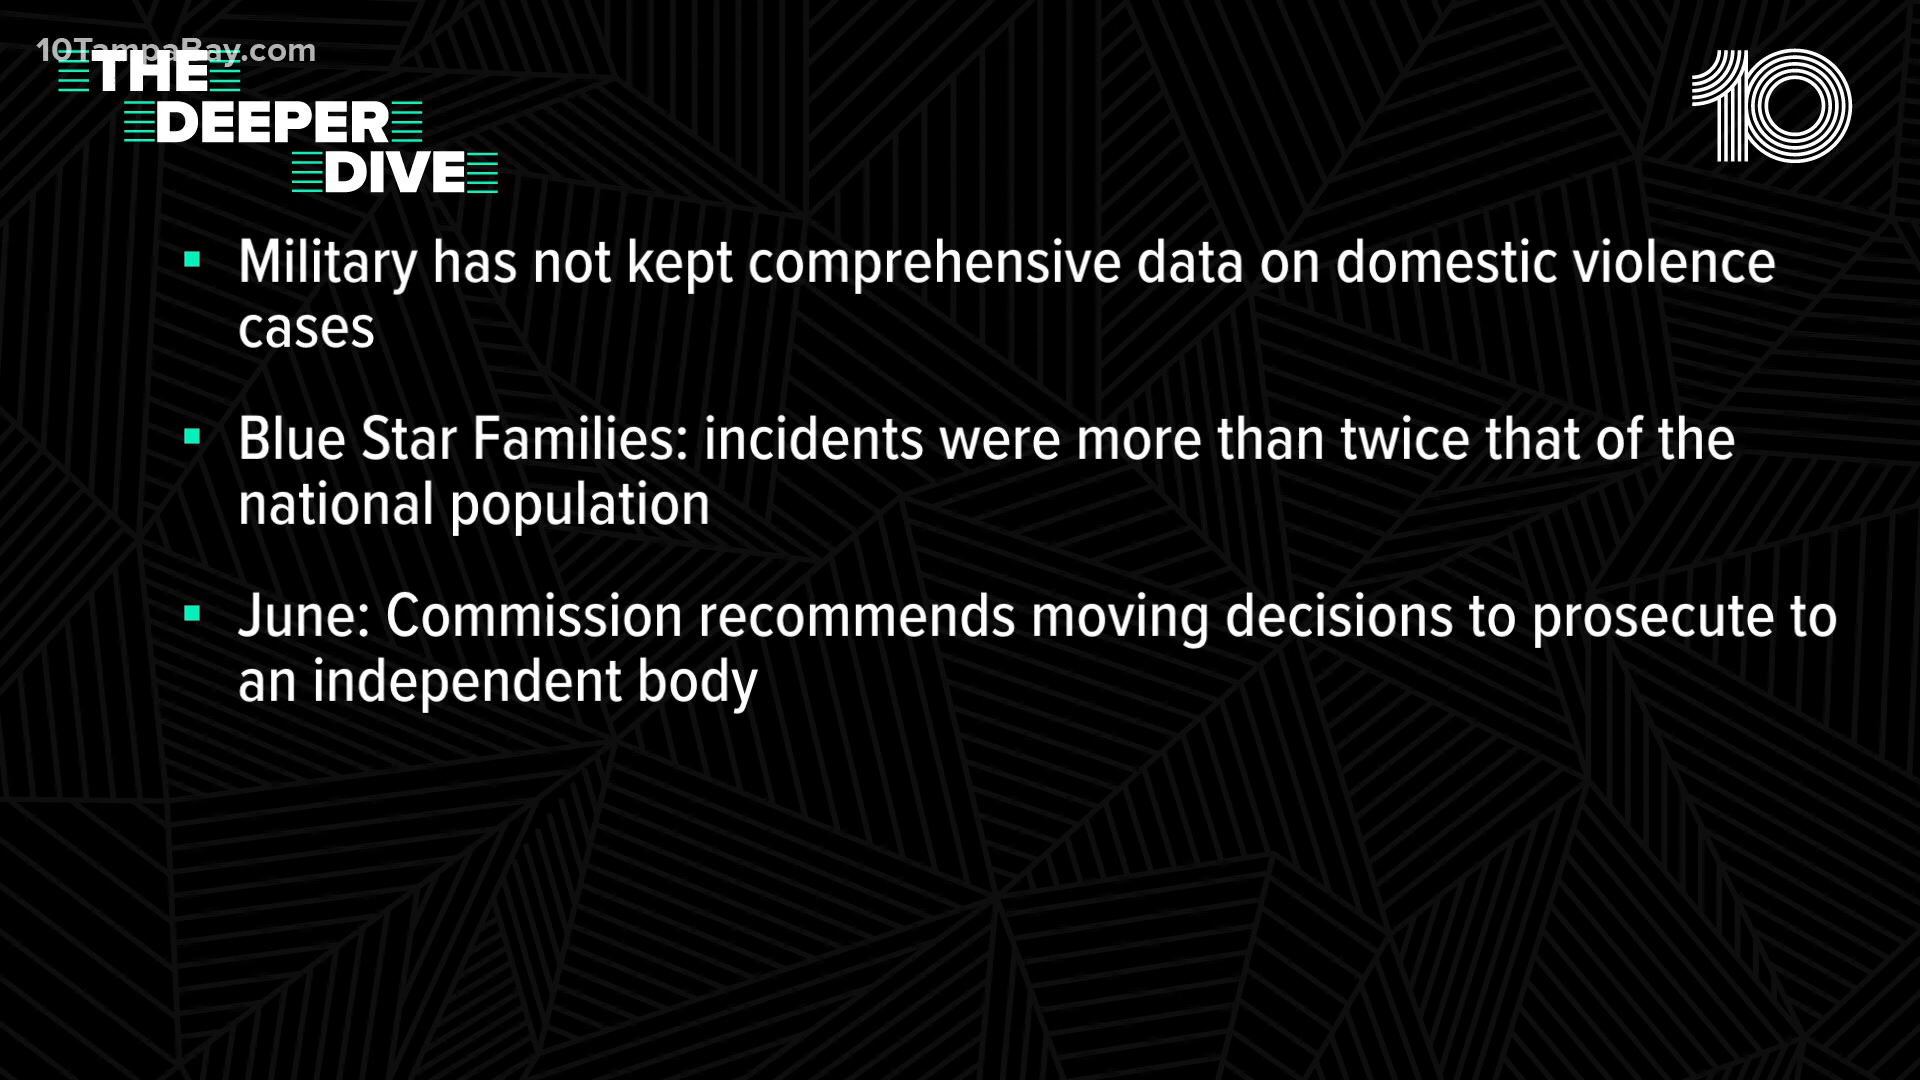 10TampaBay.com
THE
DEEPER
DIVE
10
▪ Military has not kept comprehensive data on domestic violence
cases
▪ Blue Star Families: incidents were more than twice that of the
national population
▪ June: Commission recommends moving decisions to prosecute to
an independent body